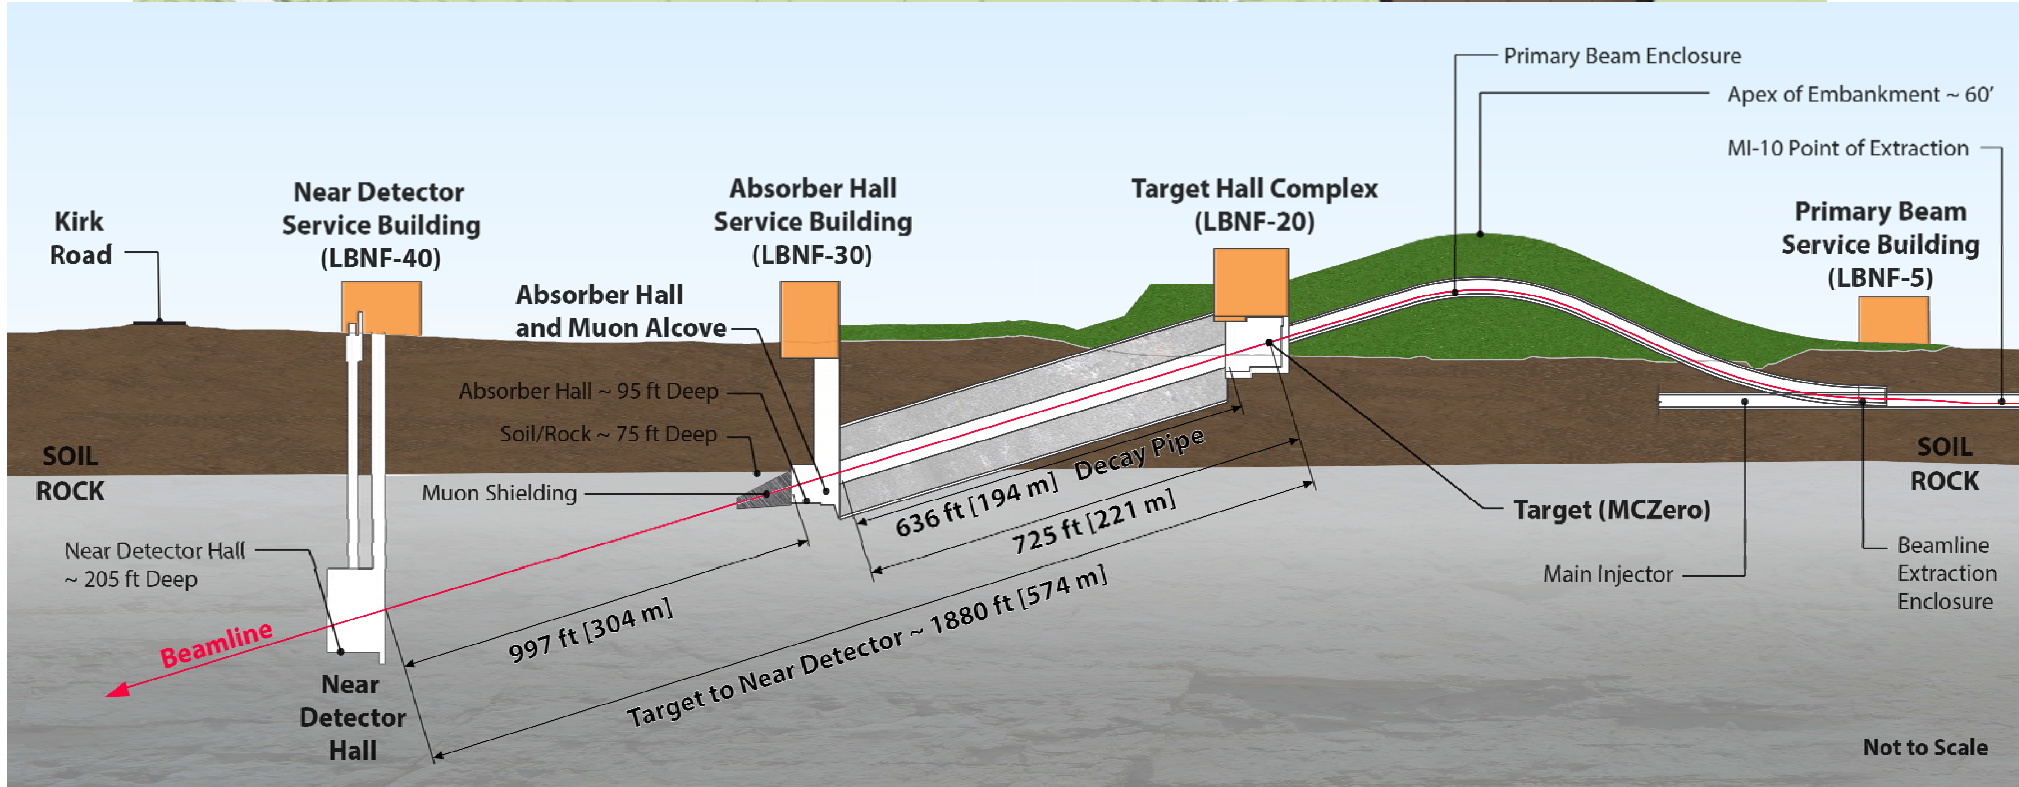 Primary Beam Enclosure
Apex of Embankment ~ 60'
MI-10 Point of Extraction
Kirk
Road
Near Detector
Service Building
(LBNF-40)
Absorber Hall
Service Building
(LBNF-30)
Target Hall Complex
(LBNF-20)
Primary Beam
Service Building
(LBNF-5)
Absorber Hall
and Muon Alcove
Absorber Hall ~ 95 ft Deep
Soil/Rock ~ 75 ft Deep
SOIL
ROCK
Muon Shielding
Near Detector Hall
~ 205 ft Deep
Beamline
Near
Detector
Hall
997 ft [304 m]
636 ft [194 m] Decay Pipe
725 ft [221 m]
Target to Near Detector ~ 1880 ft [574 m]
Target (MCZero)
Main Injector
SOIL
ROCK
Beamline
Extraction
Enclosure
Not to Scale